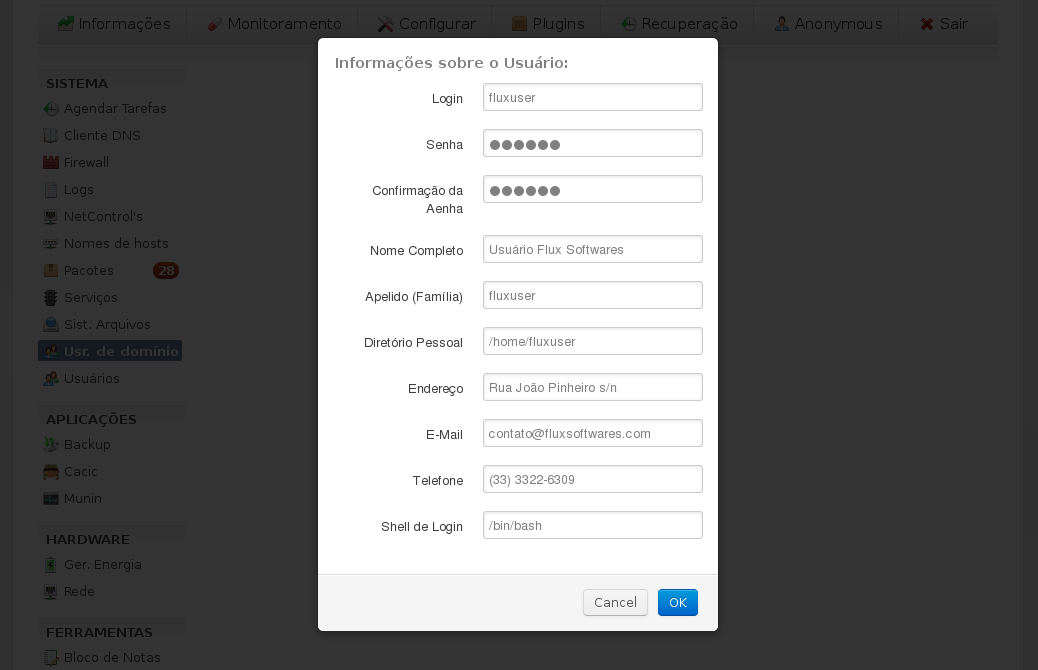 Informações
Monitoramento
Configurar
Plugins
Recuperação
Anonymous
Sair
SISTEMA
Agendar Tarefas
Cliente DNS
Firewall
Logs
NetControl's
Nomes de hosts
Pacotes 28
Serviços
Sist. Arquivos
Usr. de domínio
Usuários
APLICAÇÕES
Backup
Cacic
Munin
HARDWARE
Ger. Energia
Rede
FERRAMENTAS
Bloco de Notas
Informações sobre o Usuário:
Login fluxuser
Senha ●●●●●●
Confirmação da ●●●●●●
Aenha
Nome Completo Usuário Flux Softwares
Apelido (Família) fluxuser
Diretório Pessoal /home/fluxuser
Endereço Rua João Pinheiro s/n
E-Mail contato@fluxsoftwares.com
Telefone (33) 3322-6309
Shell de Login /bin/bash
Cancel OK